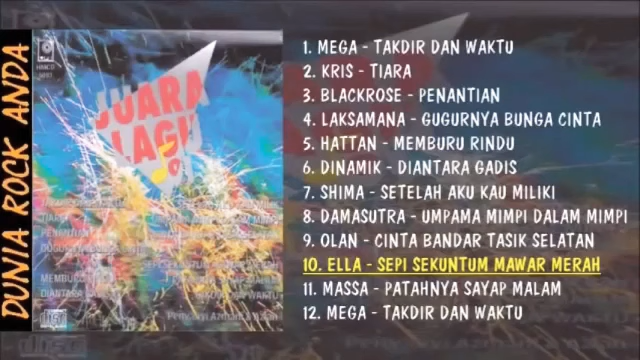 DUNIA ROCK ANDA
JUARA
LAGU
1. MEGA - TAKDIR DAN WAKTU
2. KRIS - TIARA
3. BLACKROSE - PENANTIAN
4. LAKSAMANA - GUGURNYA BUNGA CINTA
5. HATTAN - MEMBURU RINDU
6. DINAMIK - DIANTARA GADIS
7. SHIMA - SETELAH AKU KAU MILIKI
8. DAMASUTRA - UMPAMA MIMPI DALAM MIMPI
9. OLAN - CINTA BANDAR TASIK SELATAN
10. ELLA - SEPI SEKUNTUM MAWAR MERAH
11. MASSA - PATAHNYA SAYAP MALAM
12. MEGA - TAKDIR DAN WAKTU